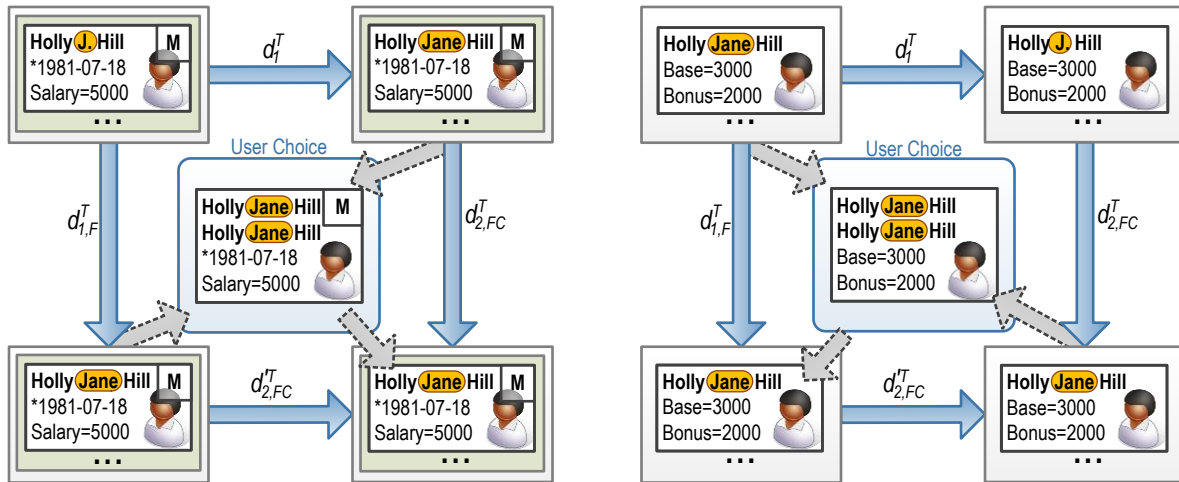 Holly J. Hill M
*1981-07-18
Salary=5000
...
d₁ᵀ
Holly Jane Hill M
*1981-07-18
Salary=5000
...
User Choice
d₁,Fᵀ
Holly Jane Hill M
Holly Jane Hill
*1981-07-18
Salary=5000
d₂,FCᵀ
Holly Jane Hill M
*1981-07-18
Salary=5000
...
d'₂,FCᵀ
Holly Jane Hill M
*1981-07-18
Salary=5000
...
Holly Jane Hill
Base=3000
Bonus=2000
...
d₁ᵀ
Holly J. Hill
Base=3000
Bonus=2000
...
User Choice
d₁,Fᵀ
Holly Jane Hill
Holly Jane Hill
Base=3000
Bonus=2000
d₂,FCᵀ
Holly Jane Hill
Base=3000
Bonus=2000
...
d'₂,FCᵀ
Holly Jane Hill
Base=3000
Bonus=2000
...